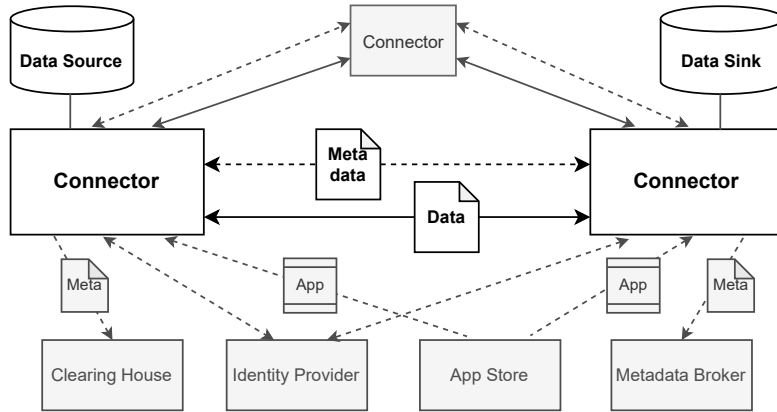 Connector
Data Source
Data Sink
Connector
Meta
data
Connector
Data
Meta
App
App
Meta
Clearing House
Identity Provider
App Store
Metadata Broker